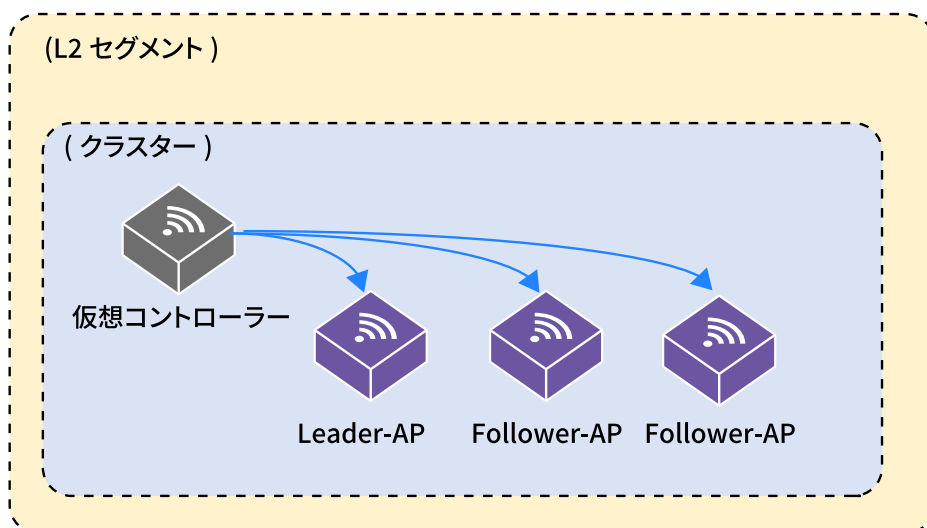 (L2 セグメント )
( クラスター )
仮想コントローラー
Leader-AP
Follower-AP
Follower-AP